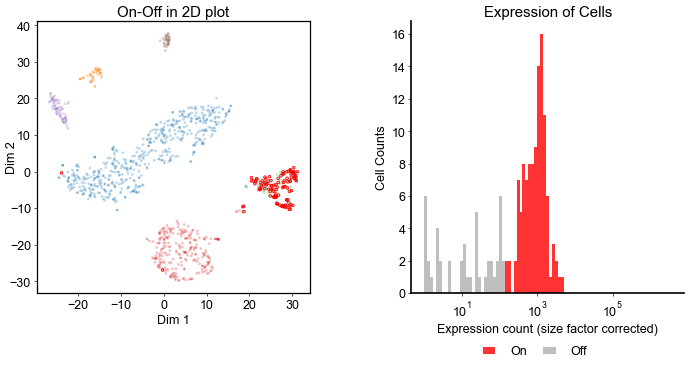 On-Off in 2D plot
Expression of Cells
40
30
20
10
0
−10
−20
−30
Dim 2
−20 −10 0 10 20 30
Dim 1
16
14
12
10
8
6
4
2
0
Cell Counts
10^1 10^3 10^5
Expression count (size factor corrected)
On Off